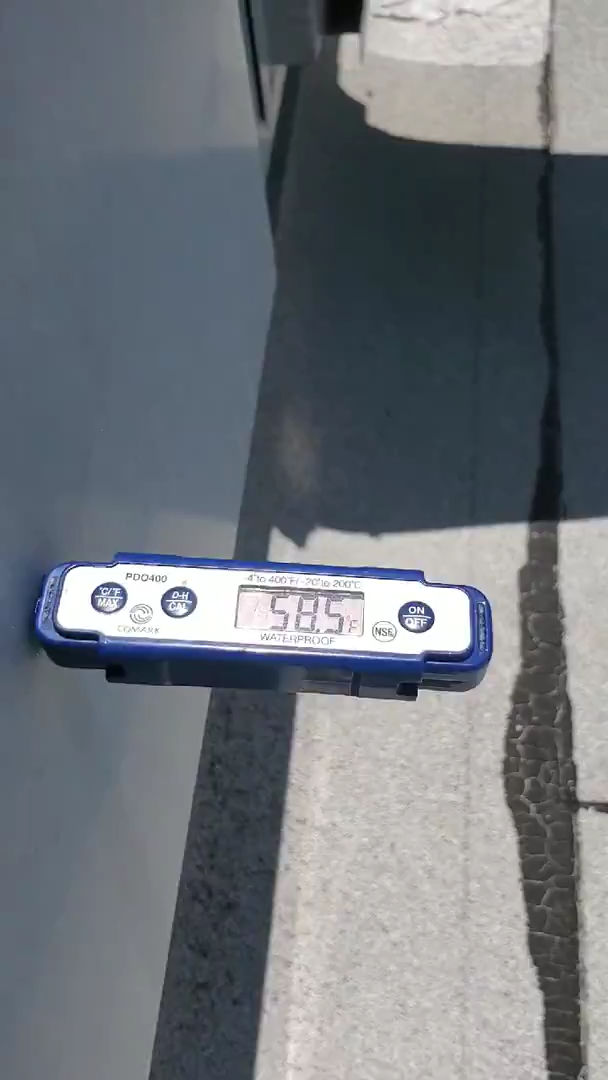 PDQ400
-4°to 400°F/-20°to 200°C
°C/°F
MAX
D-H
CAL
58.5°F
ON
OFF
COMARK
WATERPROOF
NSF